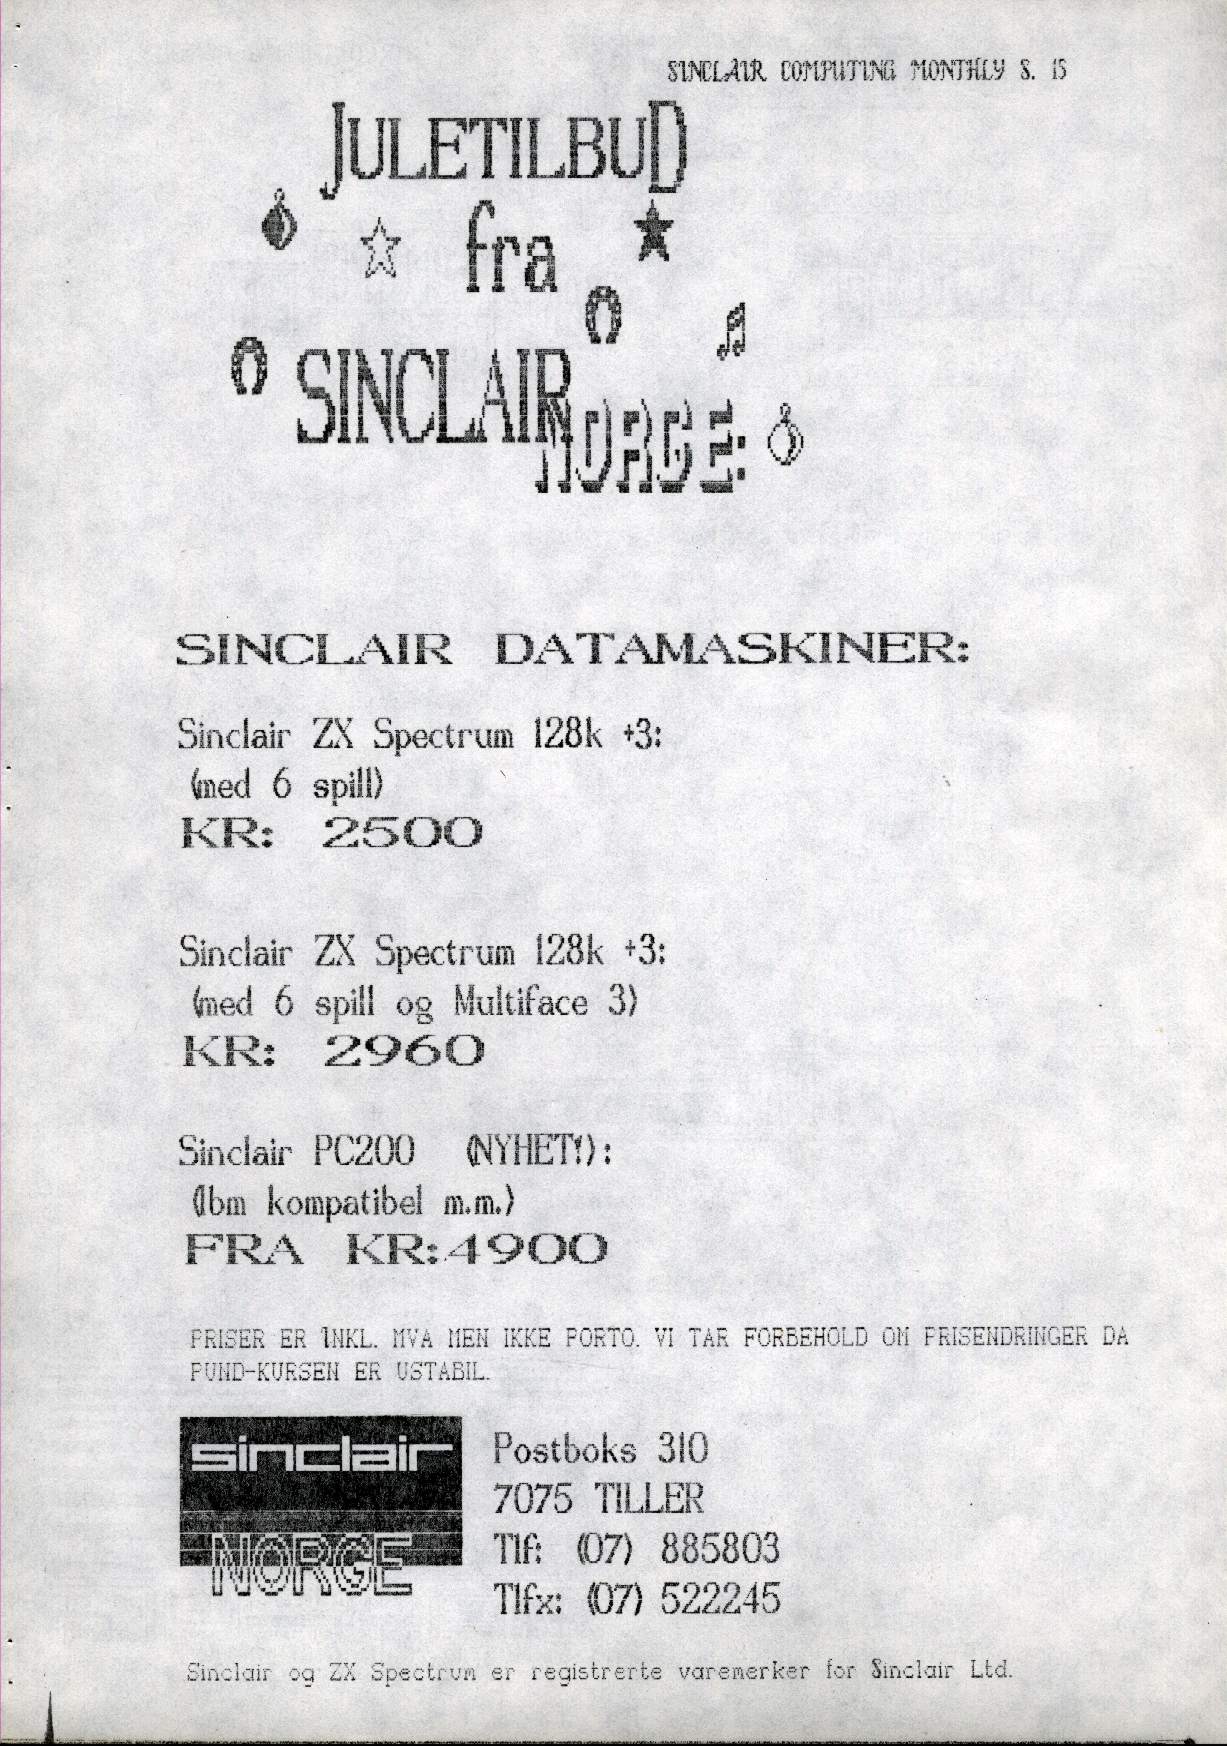 SINCLAIR COMPUTING MONTHLY S. 15
JULETILBUD
fra
SINCLAIR
NORGE:
SINCLAIR DATAMASKINER:
Sinclair ZX Spectrum 128k +3:
(med 6 spill)
KR: 2500
Sinclair ZX Spectrum 128k +3:
(med 6 spill og Multiface 3)
KR: 2960
Sinclair PC200 (NYHET!):
(Ibm kompatibel m.m.)
FRA KR:4900
PRISER ER INKL. MVA MEN IKKE PORTO. VI TAR FORBEHOLD OM PRISENDRINGER DA
PUND-KURSEN ER USTABIL.
sinclair
NORGE
Postboks 310
7075 TILLER
Tlf: (07) 885803
Tlfx: (07) 522245
Sinclair og ZX Spectrum er registrerte varemerker for Sinclair Ltd.